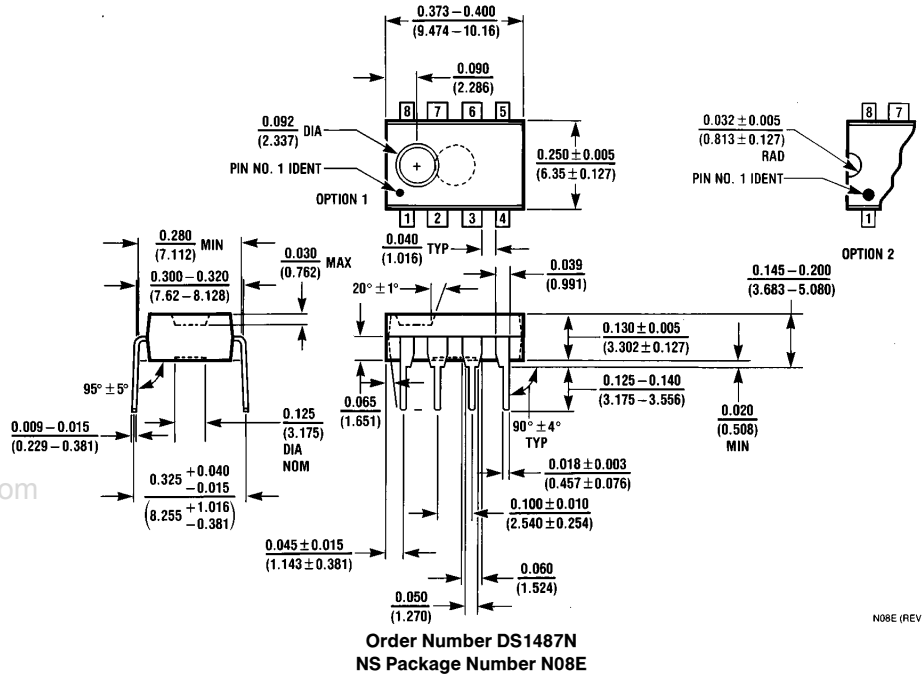 0.373–0.400
(9.474–10.16)
0.090
(2.286)
8 7 6 5
0.092 DIA
(2.337)
PIN NO. 1 IDENT
OPTION 1
1 2 3 4
0.250 ± 0.005
(6.35 ± 0.127)
8 7
0.032 ± 0.005
(0.813 ± 0.127)
RAD
PIN NO. 1 IDENT
1
OPTION 2
0.280 MIN
(7.112)
0.030 MAX
(0.762)
0.300 – 0.320
(7.62 – 8.128)
0.040 TYP
(1.016)
0.039
(0.991)
0.145 – 0.200
(3.683 – 5.080)
20° ± 1°
0.130 ± 0.005
(3.302 ± 0.127)
95° ± 5°
0.065
(1.651)
0.125 – 0.140
(3.175 – 3.556)
0.020
(0.508)
MIN
90° ± 4°
TYP
0.009 – 0.015
(0.229 – 0.381)
0.125
(3.175)
DIA
NOM
0.018 ± 0.003
(0.457 ± 0.076)
om
0.325 +0.040
–0.015
(8.255 +1.016
–0.381)
0.100 ± 0.010
(2.540 ± 0.254)
0.045 ± 0.015
(1.143 ± 0.381)
0.060
(1.524)
0.050
(1.270)
N08E (REV
Order Number DS1487N
NS Package Number N08E